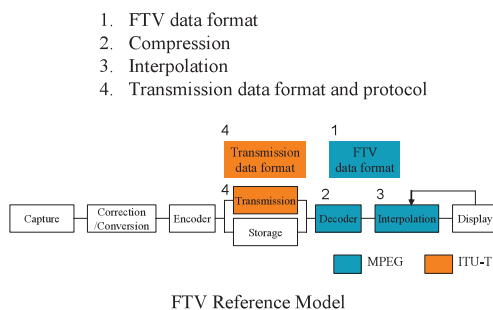 1. FTV data format
2. Compression
3. Interpolation
4. Transmission data format and protocol
4
1
Transmission
data format
FTV
data format
4
2
3
Capture
Correction
/Conversion
Encoder
Transmission
Storage
Decoder
Interpolation
Display
MPEG
ITU-T
FTV Reference Model